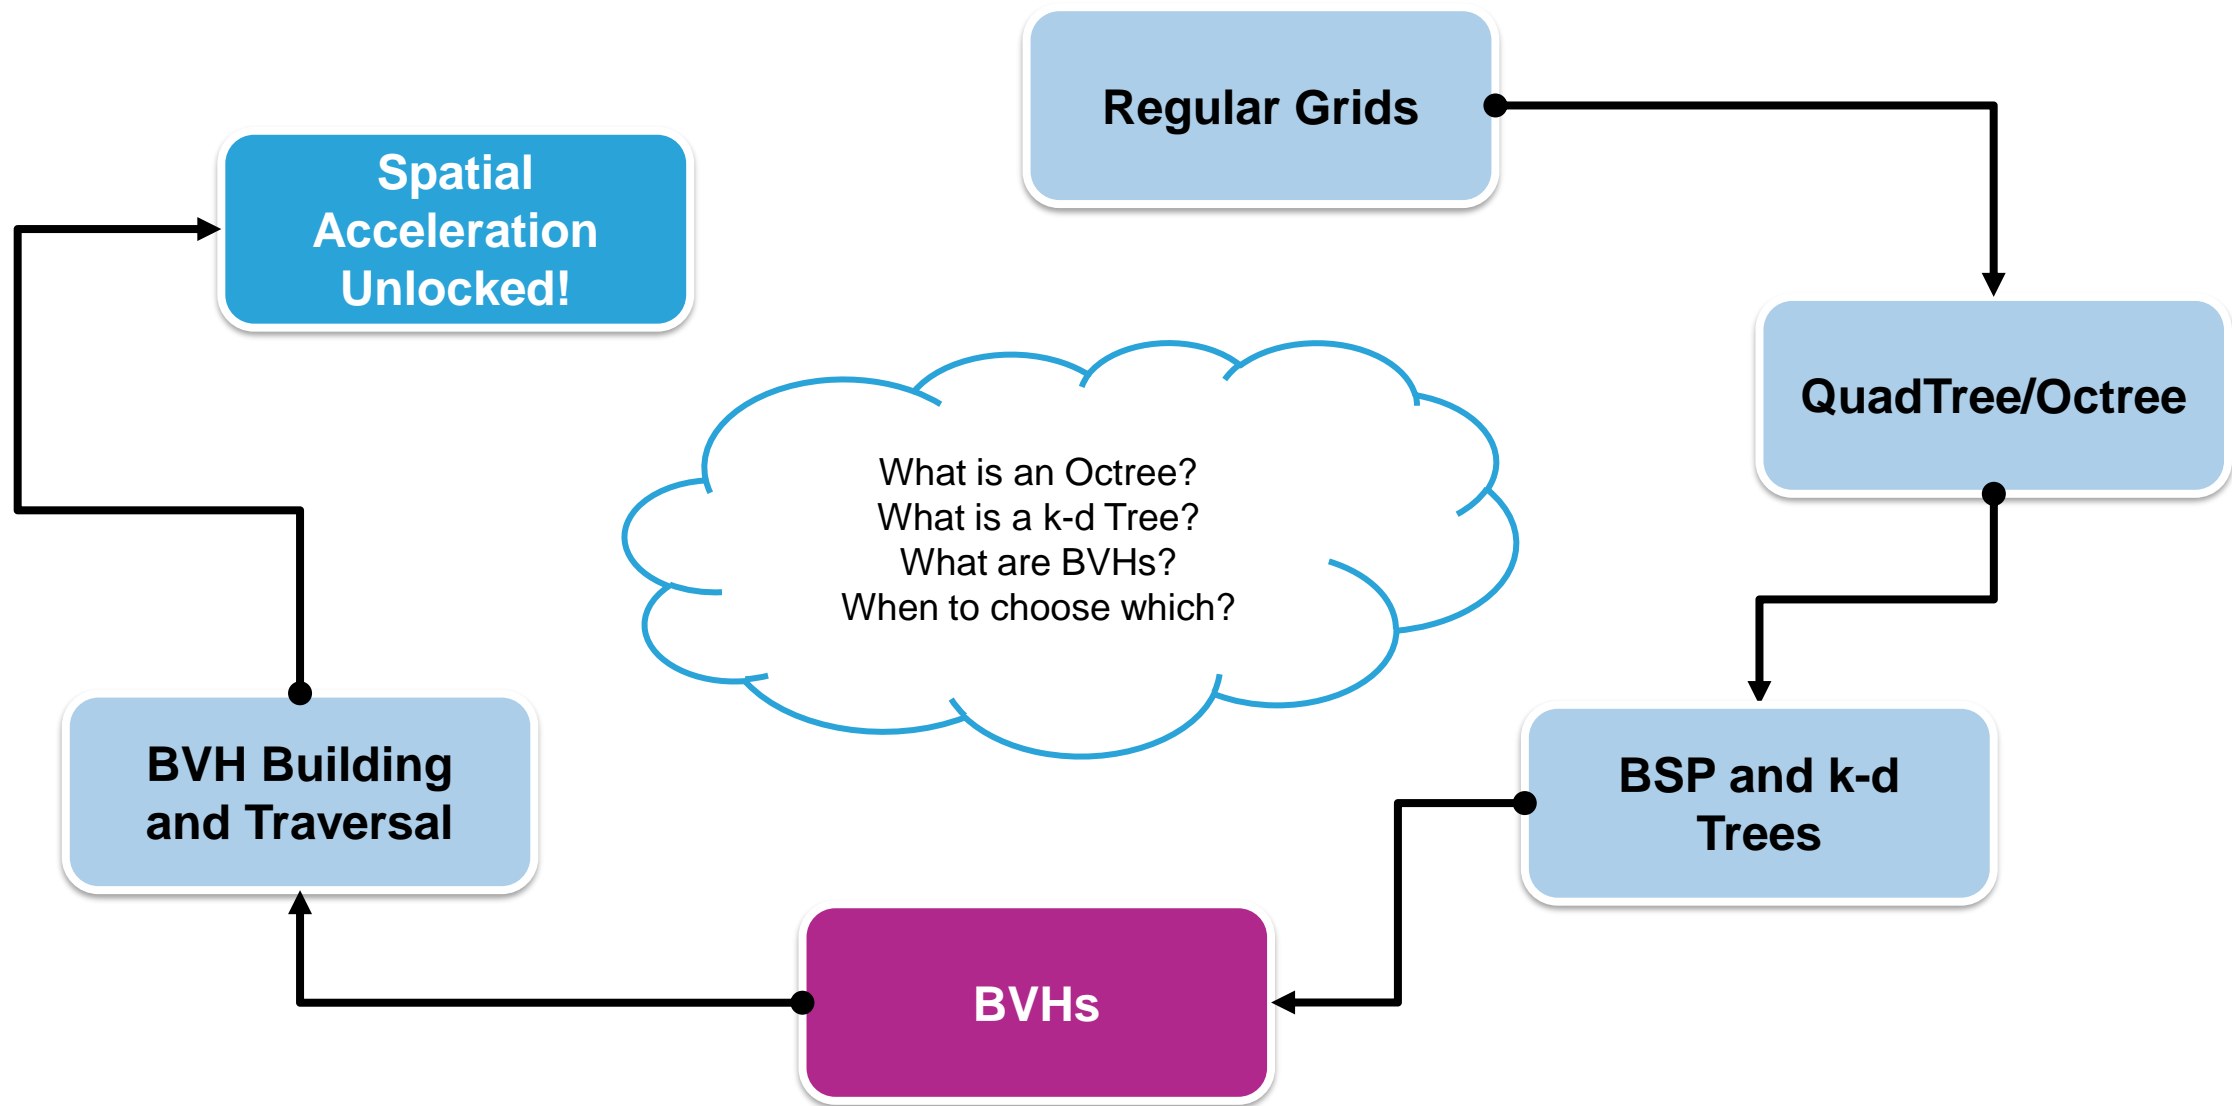 Regular Grids
Spatial
Acceleration
Unlocked!
QuadTree/Octree
What is an Octree?
What is a k-d Tree?
What are BVHs?
When to choose which?
BVH Building
and Traversal
BSP and k-d
Trees
BVHs